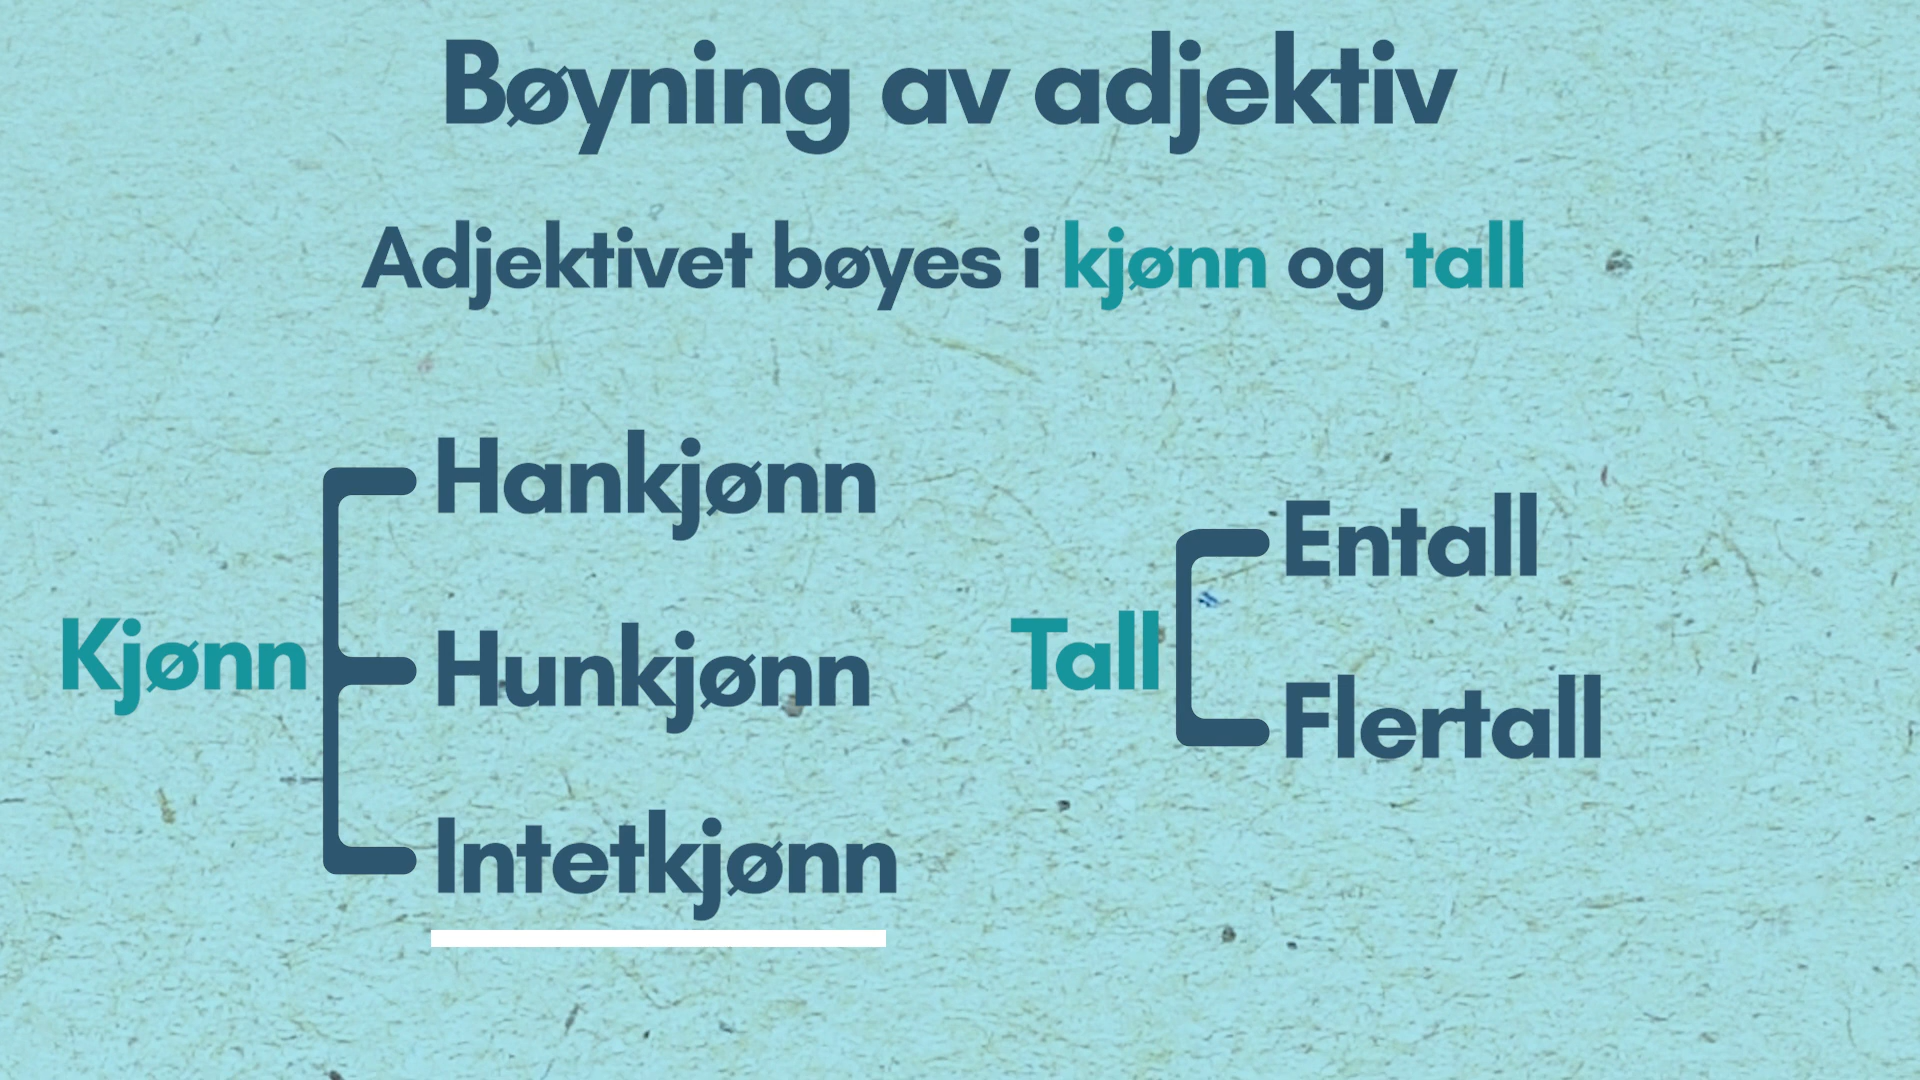 Bøyning av adjektiv
Adjektivet bøyes i kjønn og tall
Kjønn
Hankjønn
Hunkjønn
Intetkjønn
Tall
Entall
Flertall